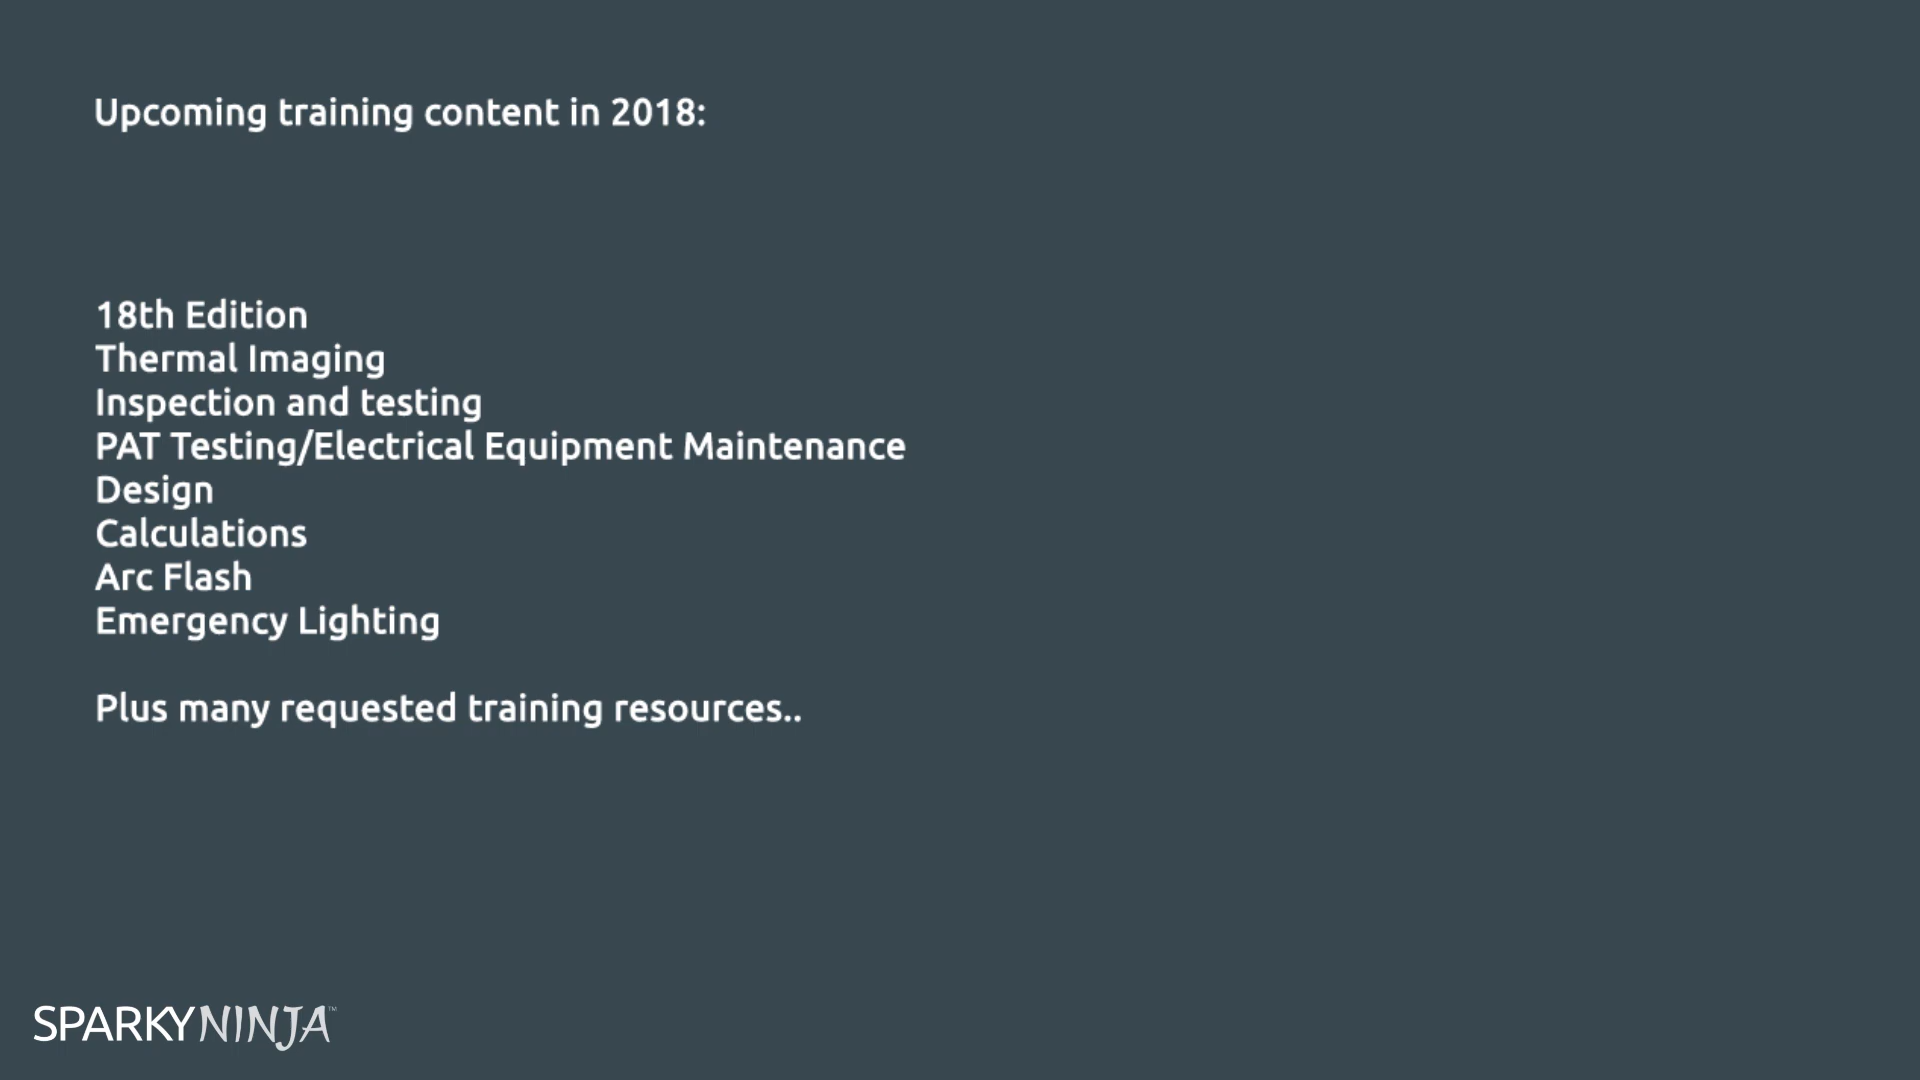 Upcoming training content in 2018:
18th Edition
Thermal Imaging
Inspection and testing
PAT Testing/Electrical Equipment Maintenance
Design
Calculations
Arc Flash
Emergency Lighting
Plus many requested training resources..
SPARKYNINJA™